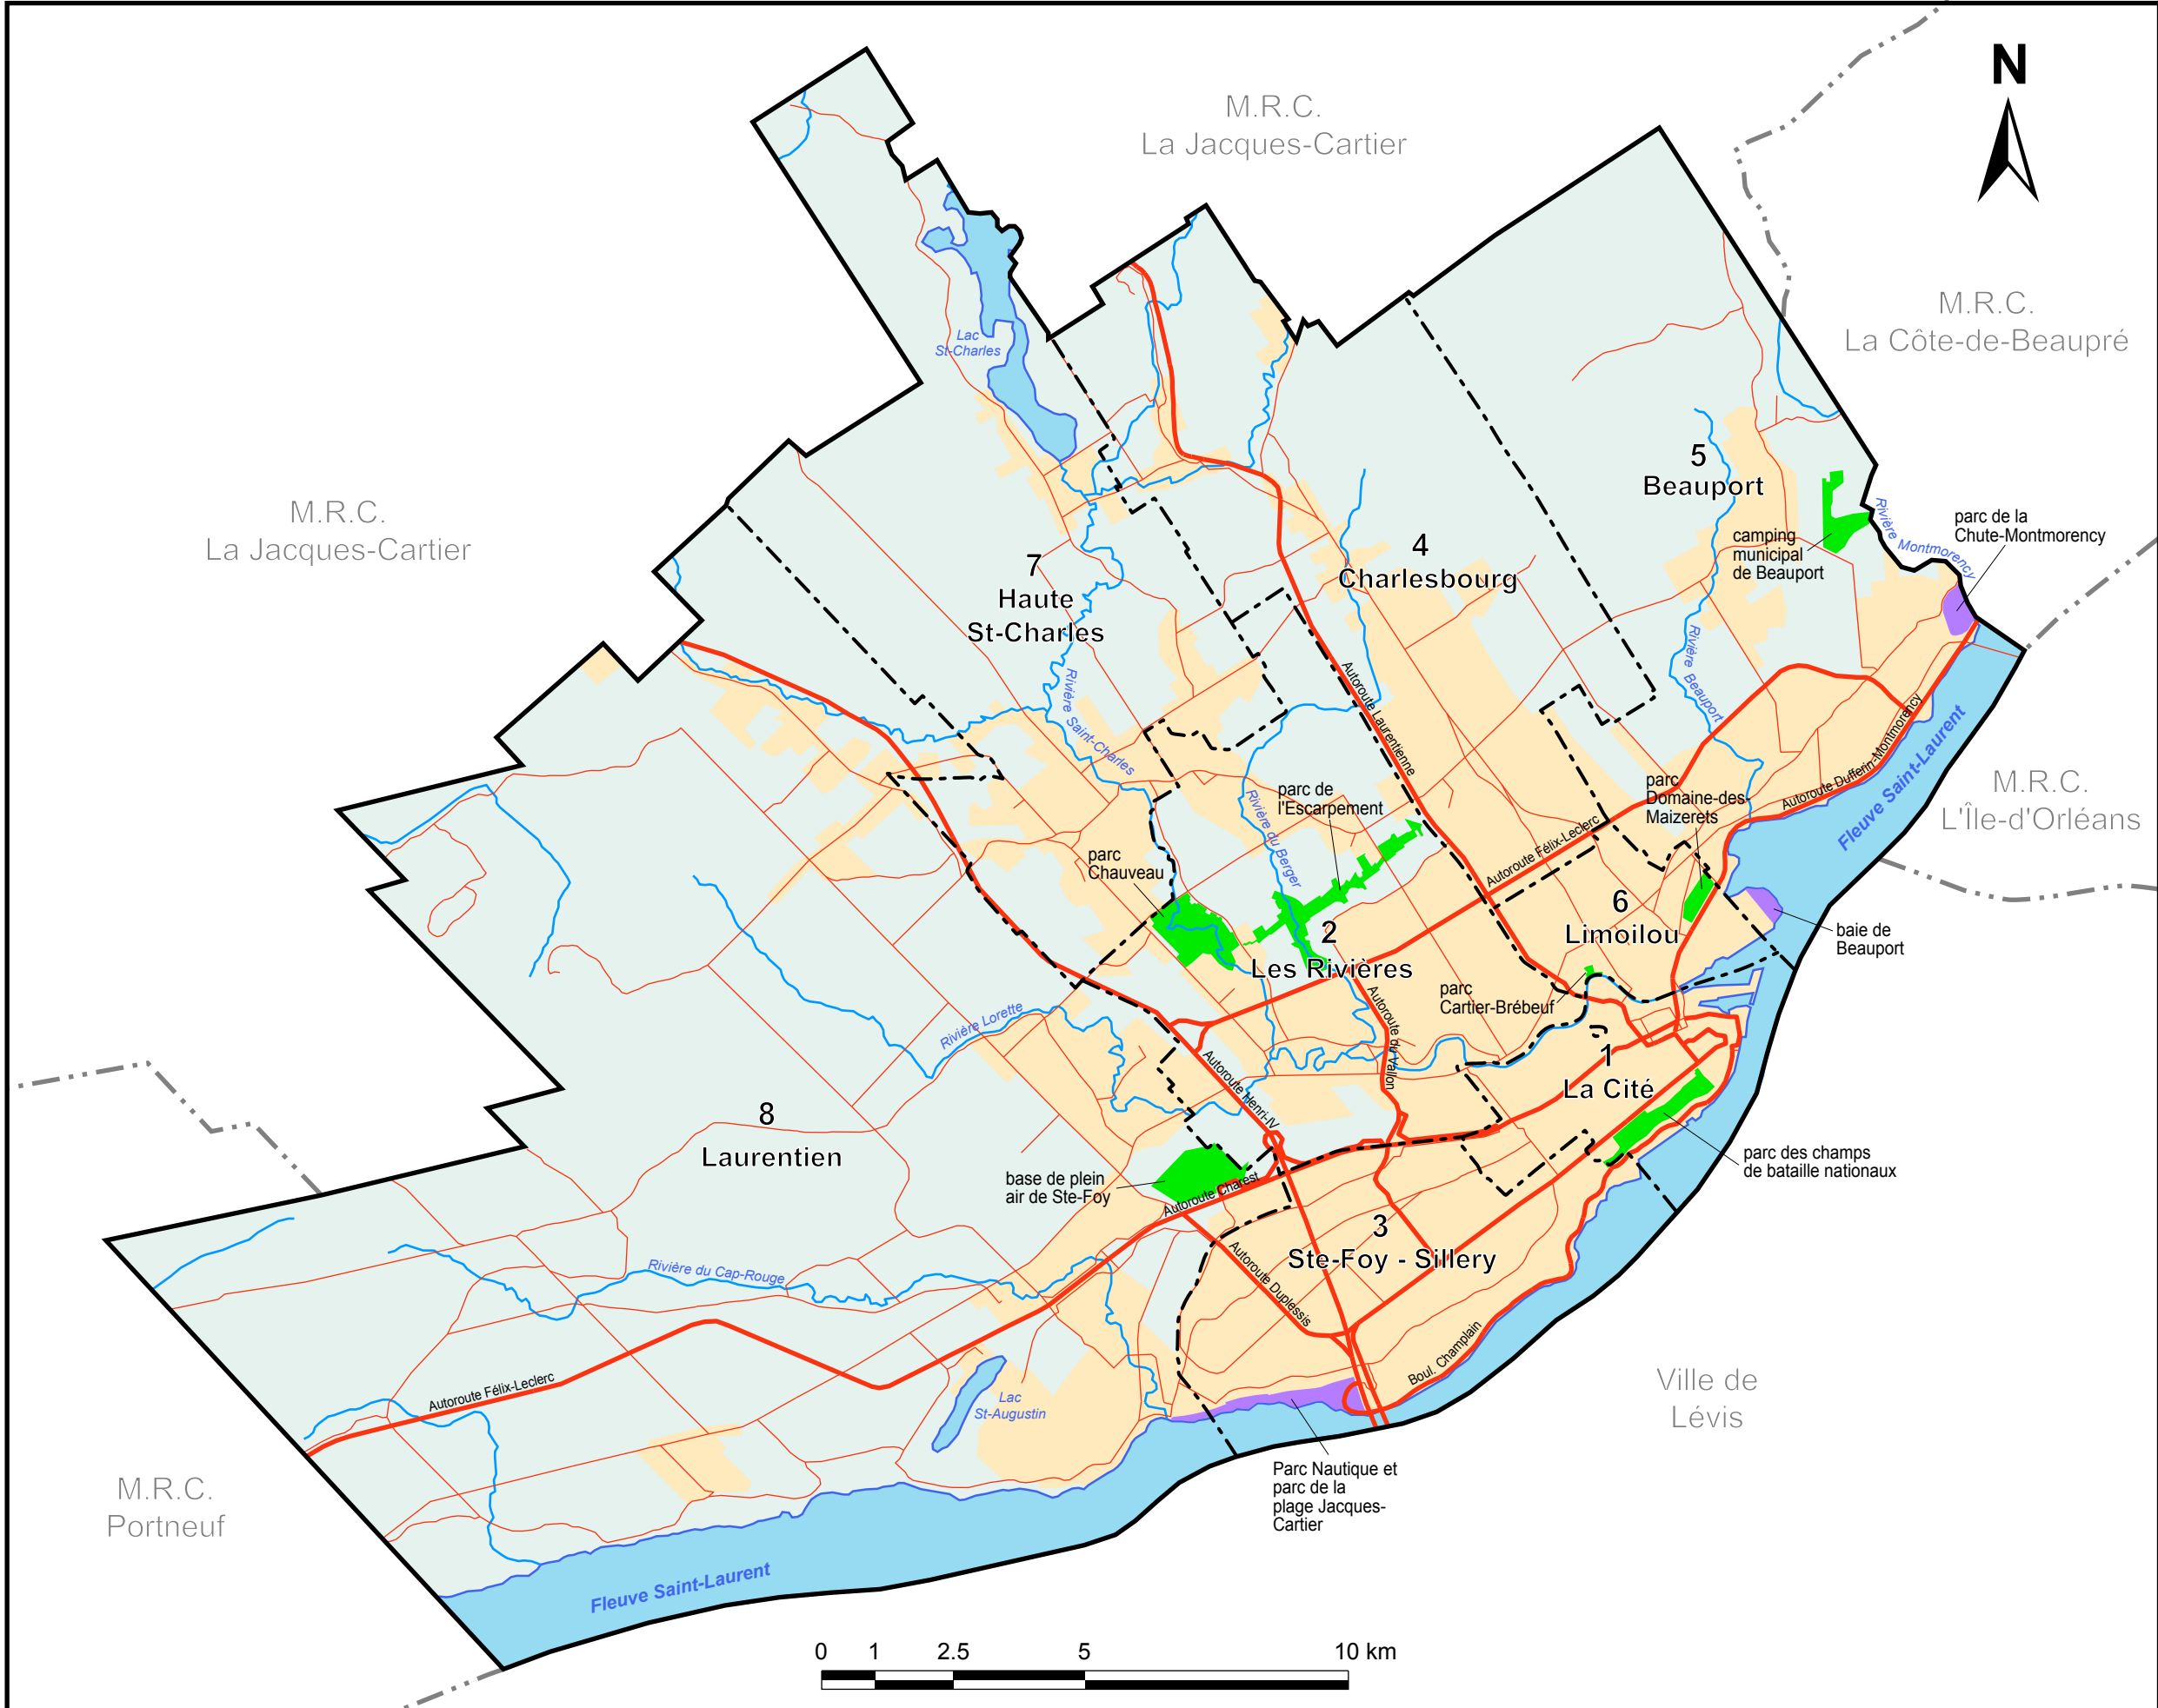 N
M.R.C.
La Jacques-Cartier
M.R.C.
La Côte-de-Beaupré
Lac
St-Charles
5
Beauport
M.R.C.
La Jacques-Cartier
Rivière Montmorency
parc de la
Chute-Montmorency
camping
municipal
de Beauport
4
Charlesbourg
7
Haute
St-Charles
Rivière Beauport
Autoroute Laurentienne
Rivière Saint-Charles
Autoroute Dufferin-Montmorency
Fleuve Saint-Laurent
M.R.C.
L'Île-d'Orléans
parc
Domaine-des-
Maizerets
parc de
l'Escarpement
Rivière du Berger
Autoroute Félix-Leclerc
parc
Chauveau
6
Limoilou
2
Les Rivières
baie de
Beauport
parc
Cartier-Brébeuf
Autoroute du Vallon
Rivière Lorette
Autoroute Henri-IV
1
La Cité
8
Laurentien
parc des champs
de bataille nationaux
base de plein
air de Ste-Foy
Autoroute Charest
3
Ste-Foy - Sillery
Autoroute Duplessis
Rivière du Cap-Rouge
Boul. Champlain
Autoroute Félix-Leclerc
Lac
St-Augustin
Ville de
Lévis
M.R.C.
Portneuf
Parc Nautique et
parc de la
plage Jacques-
Cartier
Fleuve Saint-Laurent
0 1 2.5 5 10 km